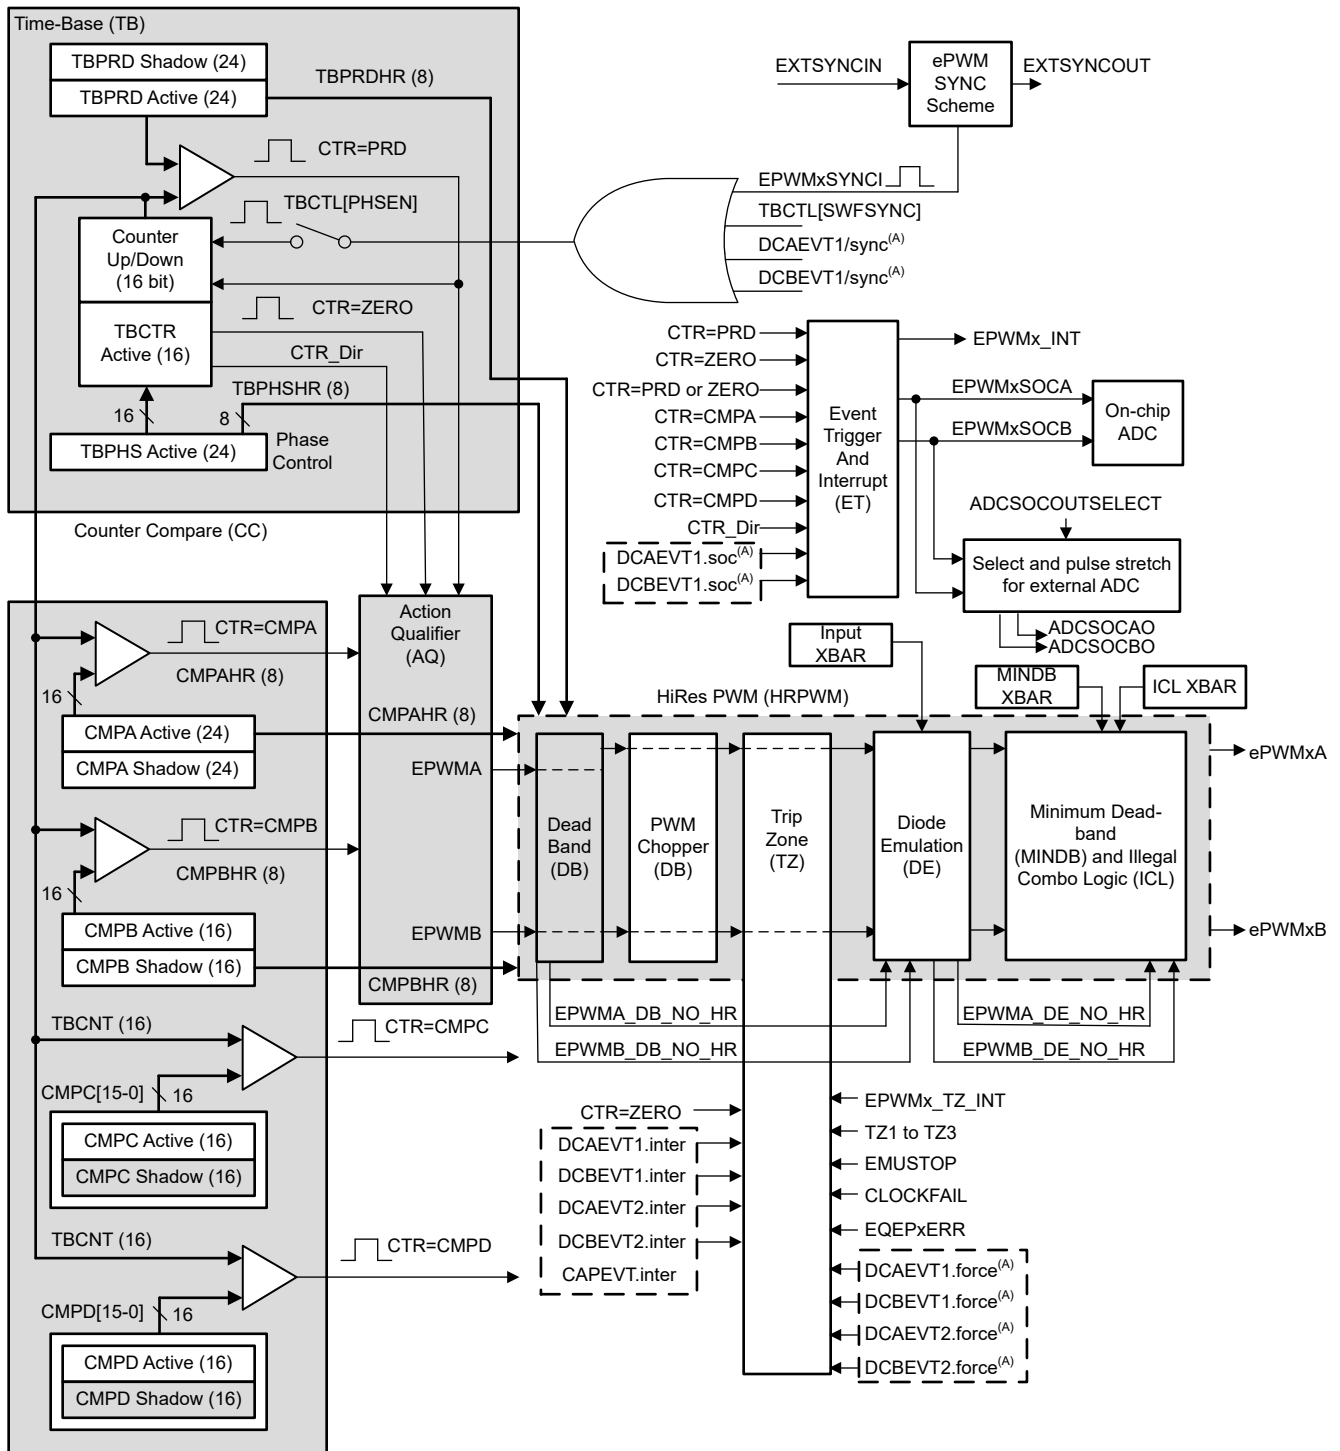 Time-Base (TB)
TBPRD Shadow (24)
TBPRD Active (24)
TBPRDHR (8)
CTR=PRD
TBCTL[PHSEN]
Counter
Up/Down
(16 bit)
CTR=ZERO
TBCTR
Active (16)
CTR_Dir
TBPHSHR (8)
16
8
TBPHS Active (24)
Phase
Control
EXTSYNCIN
ePWM
SYNC
Scheme
EXTSYNCOUT
EPWMxSYNCI
TBCTL[SWFSYNC]
DCAEVT1/sync(A)
DCBEVT1/sync(A)
CTR=PRD
CTR=ZERO
CTR=PRD or ZERO
CTR=CMPA
CTR=CMPB
CTR=CMPC
CTR=CMPD
CTR_Dir
DCAEVT1.soc(A)
DCBEVT1.soc(A)
Event
Trigger
And
Interrupt
(ET)
EPWMx_INT
EPWMxSOCA
EPWMxSOCB
On-chip
ADC
ADCSOCOUTSELECT
Select and pulse stretch
for external ADC
ADCSOCAO
ADCSOCBO
Counter Compare (CC)
CTR=CMPA
CMPAHR (8)
16
CMPA Active (24)
CMPA Shadow (24)
CTR=CMPB
CMPBHR (8)
16
CMPB Active (16)
CMPB Shadow (16)
TBCNT (16)
CTR=CMPC
CMPC[15-0]
16
CMPC Active (16)
CMPC Shadow (16)
TBCNT (16)
CTR=CMPD
CMPD[15-0]
16
CMPD Active (16)
CMPD Shadow (16)
Action
Qualifier
(AQ)
CMPAHR (8)
EPWMA
EPWMB
CMPBHR (8)
Input
XBAR
MINDB
XBAR
ICL XBAR
HiRes PWM (HRPWM)
Dead
Band
(DB)
PWM
Chopper
(DB)
Trip
Zone
(TZ)
Diode
Emulation
(DE)
Minimum Dead-
band
(MINDB) and Illegal
Combo Logic (ICL)
ePWMxA
ePWMxB
EPWMA_DB_NO_HR
EPWMB_DB_NO_HR
EPWMA_DE_NO_HR
EPWMB_DE_NO_HR
CTR=ZERO
DCAEVT1.inter
DCBEVT1.inter
DCAEVT2.inter
DCBEVT2.inter
CAPEVT.inter
EPWMx_TZ_INT
TZ1 to TZ3
EMUSTOP
CLOCKFAIL
EQEPxERR
DCAEVT1.force(A)
DCBEVT1.force(A)
DCAEVT2.force(A)
DCBEVT2.force(A)